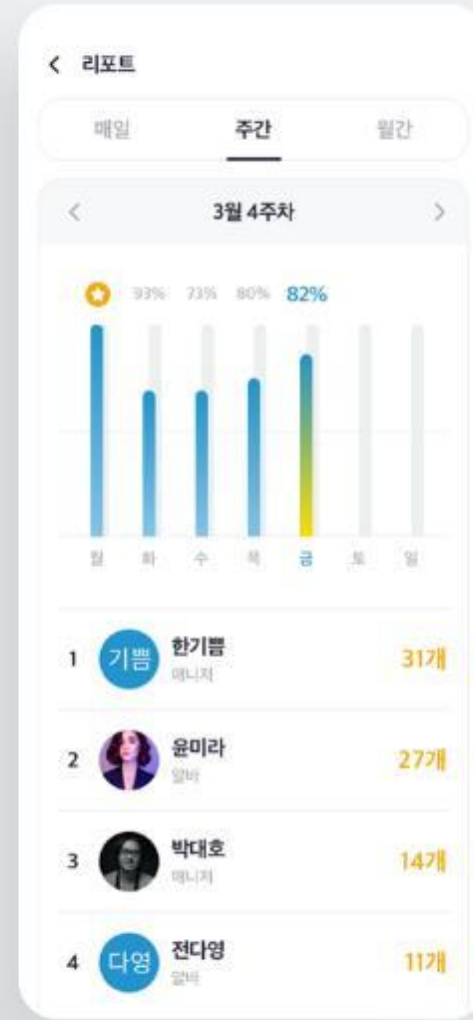 리포트
매일 주간 월간
3월 4주차
93% 73% 80% 82%
월 화 수 목 금 토 일
1 기쁨 한기쁨 31개
매니저
2 윤미라 27개
알바
3 박대호 14개
매니저
4 다영 전다영 11개
알바